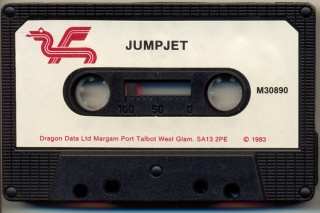 JUMPJET
M30890
100 50 0
Dragon Data Ltd Margam Port Talbot West Glam. SA13 2PE © 1983